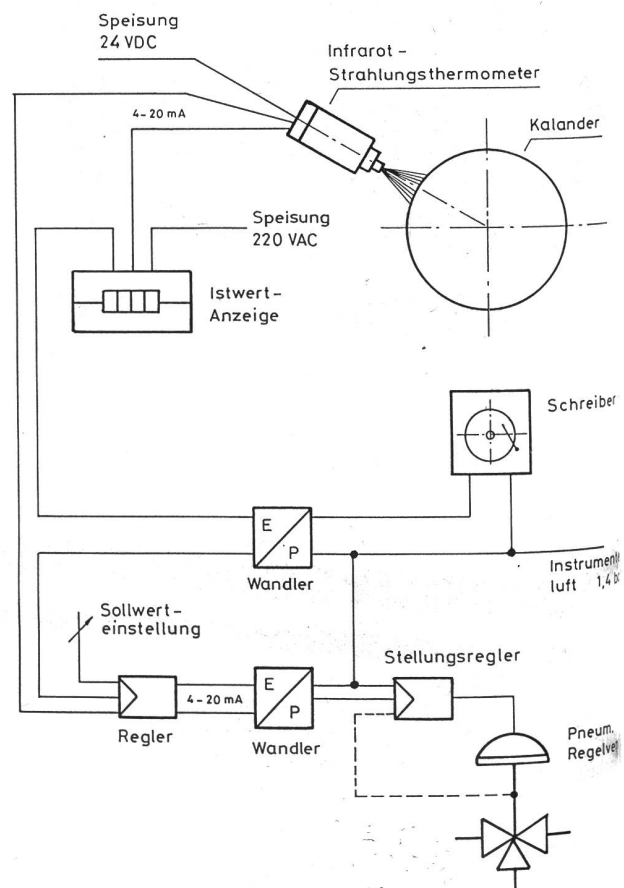 Speisung
24 VDC
Infrarot-
Strahlungsthermometer
4-20 mA
Kalander
Speisung
220 VAC
Istwert-
Anzeige
Schreiber
E
P
Wandler
luft 1,4
Sollwert-
einstellung
Stellungsregler
E
4-20 mA
P
Regler
Wandler
Pneum.